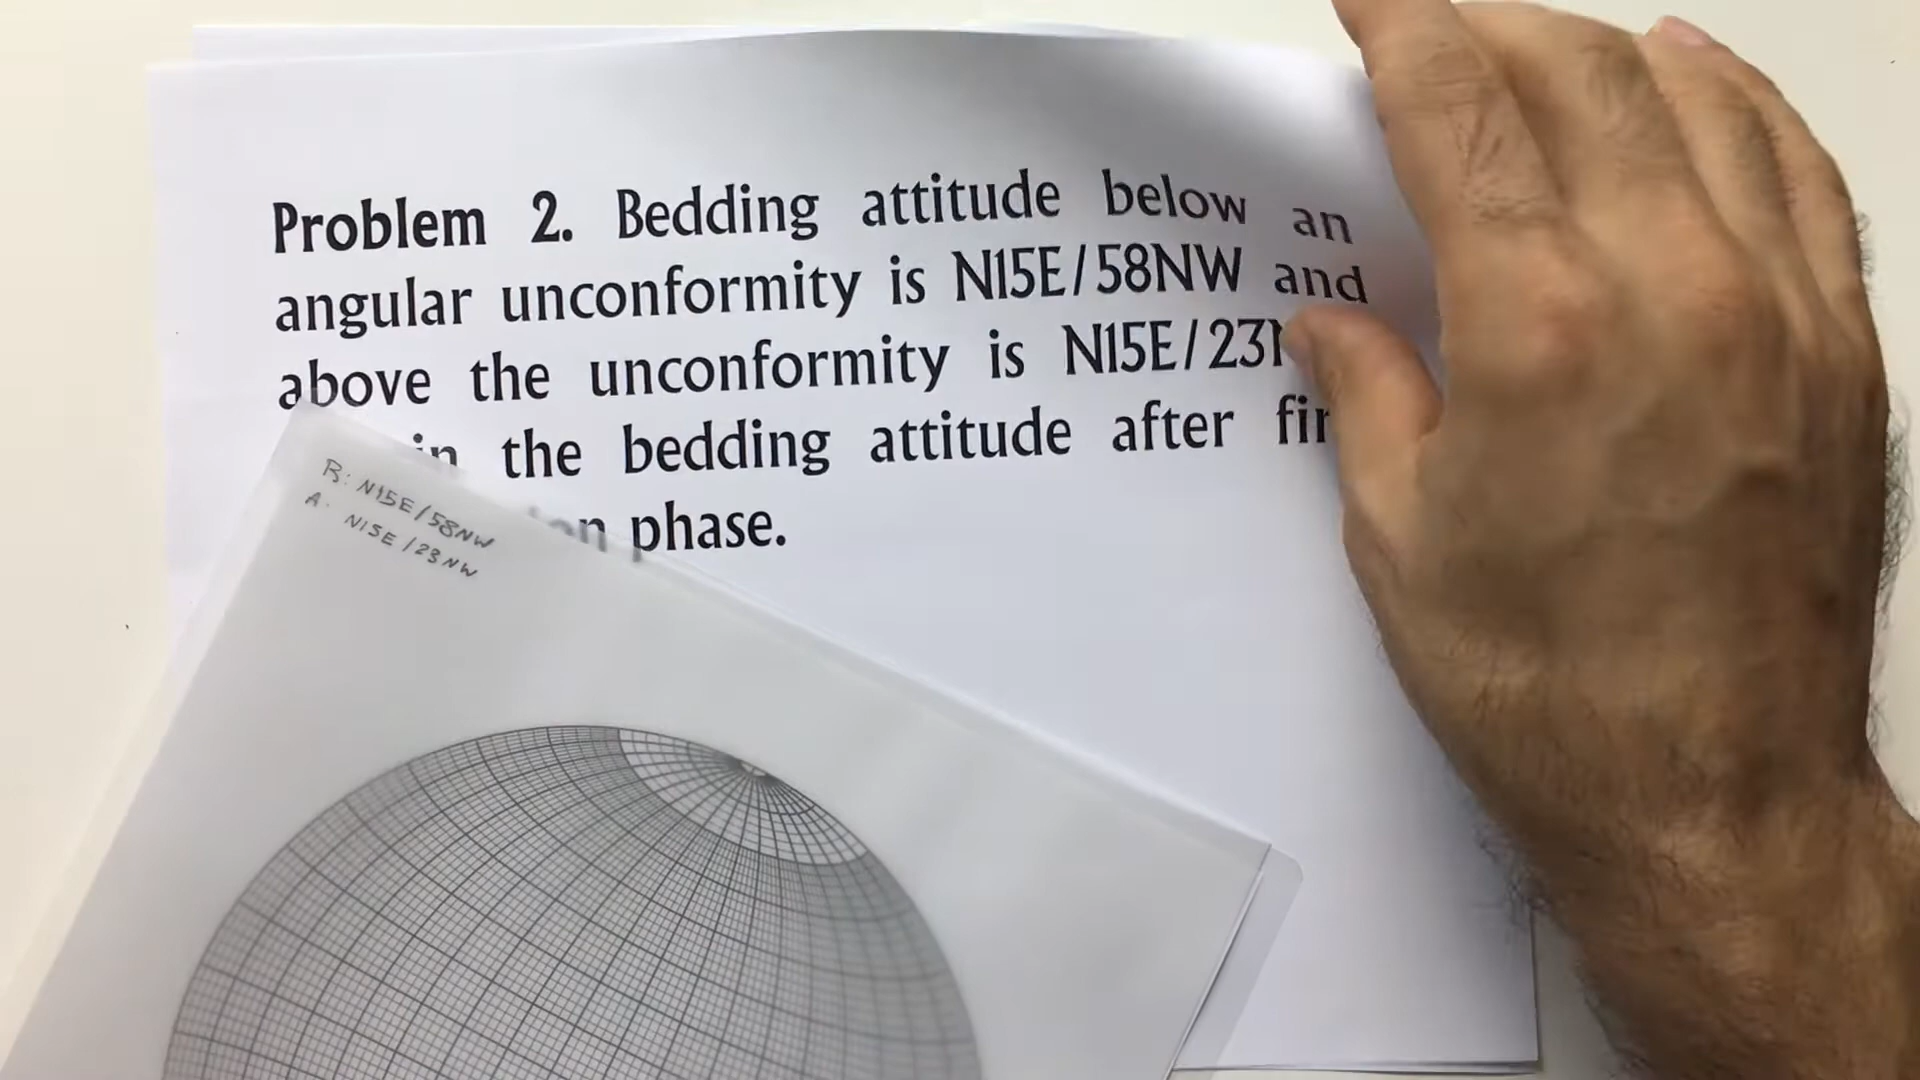 Problem 2. Bedding attitude below an
angular unconformity is N15E/58NW and
above the unconformity is N15E/23
the bedding attitude after
phase.
B: N15E/58NW
A: N15E/23NW